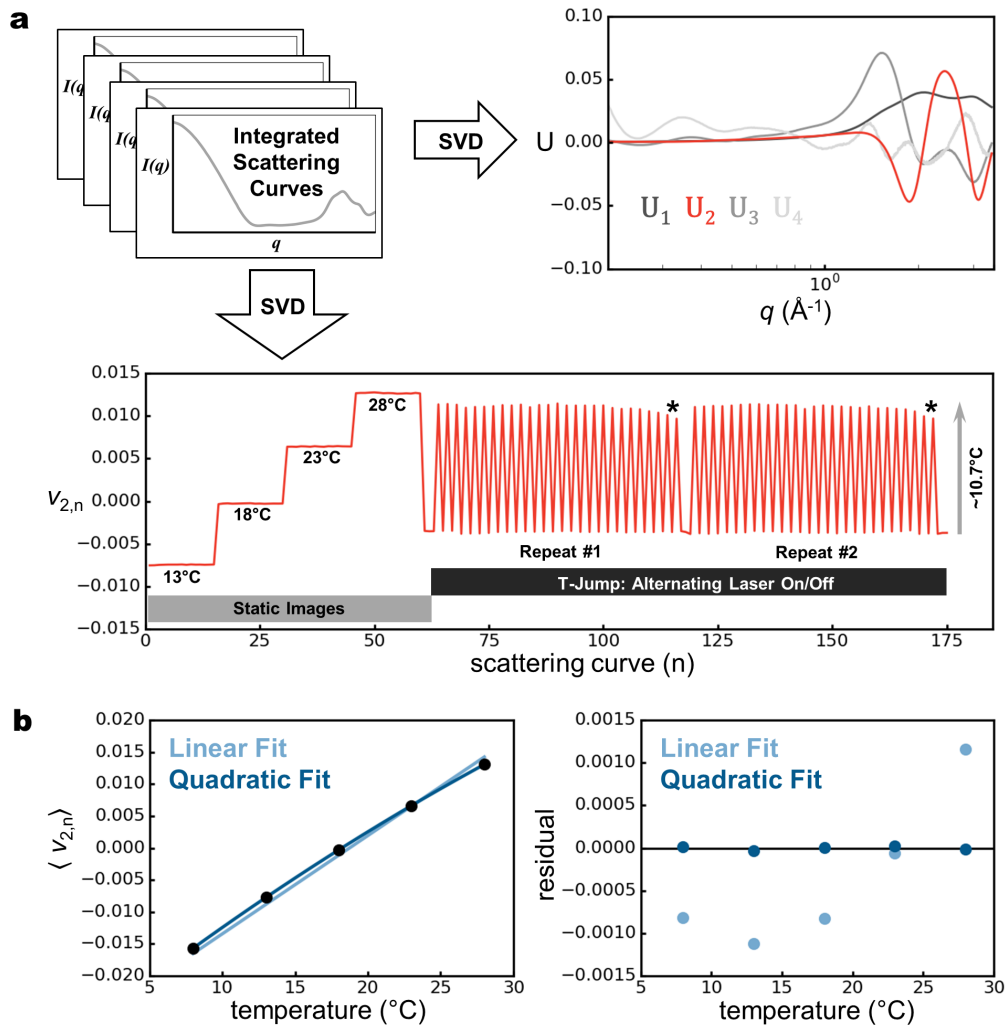 a
I(q
I(q
I(q
I(q)
Integrated
Scattering
Curves
q
SVD
SVD
0.10
0.05
0.00
−0.05
−0.10
U
U1 U2 U3 U4
10^0
q (Å-1)
0.015
0.010
0.005
0.000
−0.005
−0.010
−0.015
v2,n
13°C
18°C
23°C
28°C
*
*
~10.7°C
Repeat #1
Repeat #2
T-Jump: Alternating Laser On/Off
Static Images
0 25 50 75 100 125 150 175
scattering curve (n)
b
0.020
0.015
0.010
0.005
0.000
−0.005
−0.010
−0.015
−0.020
⟨ v2,n⟩
Linear Fit
Quadratic Fit
5 10 15 20 25 30
temperature (°C)
0.0015
0.0010
0.0005
0.0000
−0.0005
−0.0010
−0.0015
residual
Linear Fit
Quadratic Fit
5 10 15 20 25 30
temperature (°C)